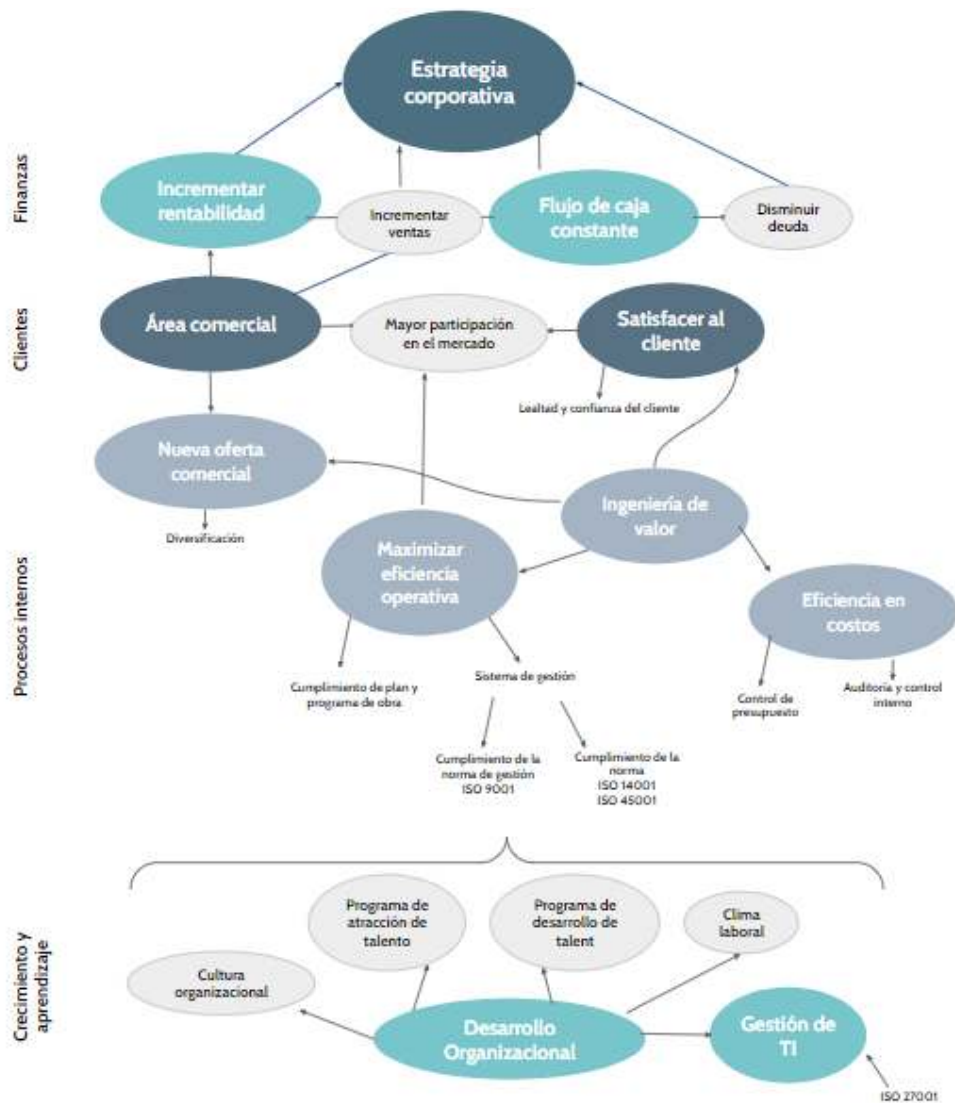 Estrategia
corporativa
Finanzas
Incrementar
rentabilidad
Incrementar
ventas
Flujo de caja
constante
Disminuir
deuda
Clientes
Área comercial
Mayor participación
en el mercado
Satisfacer al
cliente
Lealtad y confianza del cliente
Nueva oferta
comercial
Diversificación
Procesos internos
Ingeniería de
valor
Maximizar
eficiencia
operativa
Eficiencia en
costos
Cumplimiento de plan y
programa de obra
Sistema de gestión
Control de
presupuesto
Auditoría y control
interno
Cumplimiento de la
norma de gestión
ISO 9001
Cumplimiento de la
norma
ISO 14001
ISO 45001
Crecimiento y
aprendizaje
Cultura
organizacional
Programa de
atracción de
talento
Programa de
desarrollo de
talent
Clima
laboral
Desarrollo
Organizacional
Gestión de
TI
ISO 27001